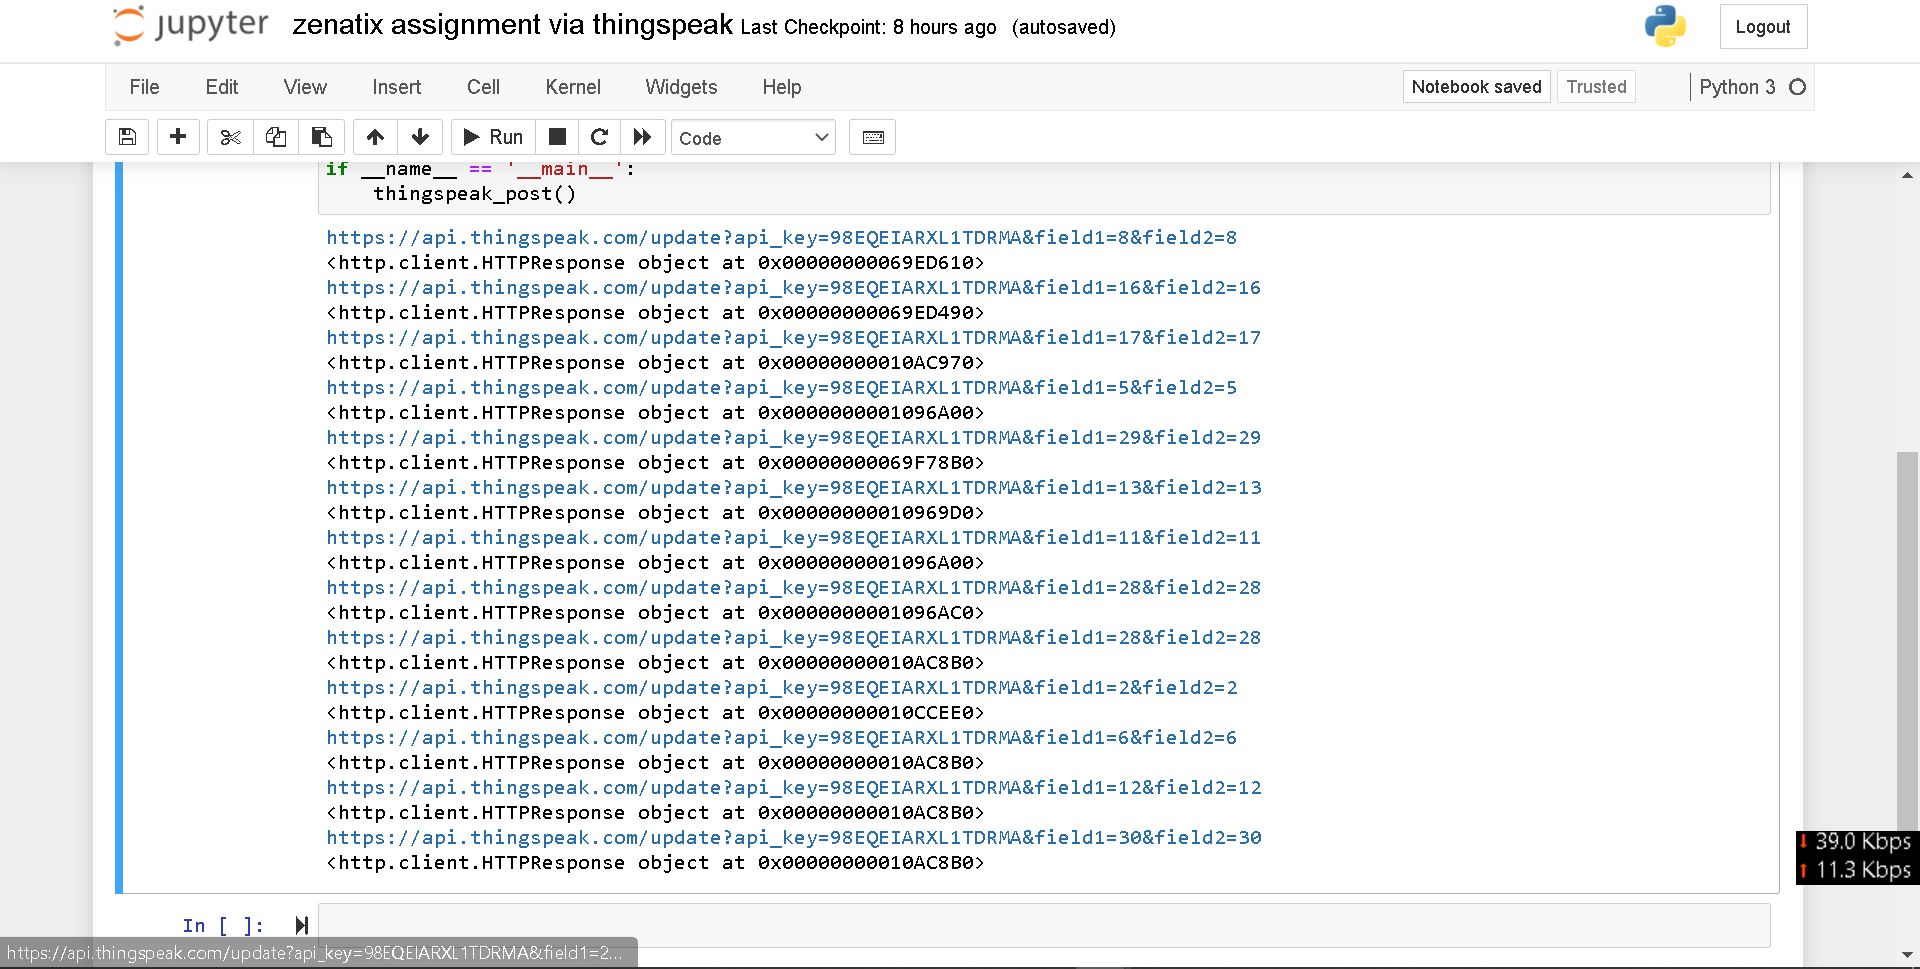 jupyter zenatix assignment via thingspeak Last Checkpoint: 8 hours ago (autosaved) Logout
File Edit View Insert Cell Kernel Widgets Help Notebook saved Trusted Python 3
Run Code
if __name__ == '__main__':
    thingspeak_post()
https://api.thingspeak.com/update?api_key=98EQEIARXL1TDRMA&field1=8&field2=8
<http.client.HTTPResponse object at 0x00000000069ED610>
https://api.thingspeak.com/update?api_key=98EQEIARXL1TDRMA&field1=16&field2=16
<http.client.HTTPResponse object at 0x00000000069ED490>
https://api.thingspeak.com/update?api_key=98EQEIARXL1TDRMA&field1=17&field2=17
<http.client.HTTPResponse object at 0x00000000010AC970>
https://api.thingspeak.com/update?api_key=98EQEIARXL1TDRMA&field1=5&field2=5
<http.client.HTTPResponse object at 0x0000000001096A00>
https://api.thingspeak.com/update?api_key=98EQEIARXL1TDRMA&field1=29&field2=29
<http.client.HTTPResponse object at 0x00000000069F78B0>
https://api.thingspeak.com/update?api_key=98EQEIARXL1TDRMA&field1=13&field2=13
<http.client.HTTPResponse object at 0x00000000010969D0>
https://api.thingspeak.com/update?api_key=98EQEIARXL1TDRMA&field1=11&field2=11
<http.client.HTTPResponse object at 0x0000000001096A00>
https://api.thingspeak.com/update?api_key=98EQEIARXL1TDRMA&field1=28&field2=28
<http.client.HTTPResponse object at 0x0000000001096AC0>
https://api.thingspeak.com/update?api_key=98EQEIARXL1TDRMA&field1=28&field2=28
<http.client.HTTPResponse object at 0x00000000010AC8B0>
https://api.thingspeak.com/update?api_key=98EQEIARXL1TDRMA&field1=2&field2=2
<http.client.HTTPResponse object at 0x00000000010CCEE0>
https://api.thingspeak.com/update?api_key=98EQEIARXL1TDRMA&field1=6&field2=6
<http.client.HTTPResponse object at 0x00000000010AC8B0>
https://api.thingspeak.com/update?api_key=98EQEIARXL1TDRMA&field1=12&field2=12
<http.client.HTTPResponse object at 0x00000000010AC8B0>
https://api.thingspeak.com/update?api_key=98EQEIARXL1TDRMA&field1=30&field2=30
<http.client.HTTPResponse object at 0x00000000010AC8B0>
39.0 Kbps
11.3 Kbps
In [ ]:
https://api.thingspeak.com/update?api_key=98EQEIARXL1TDRMA&field1=2...